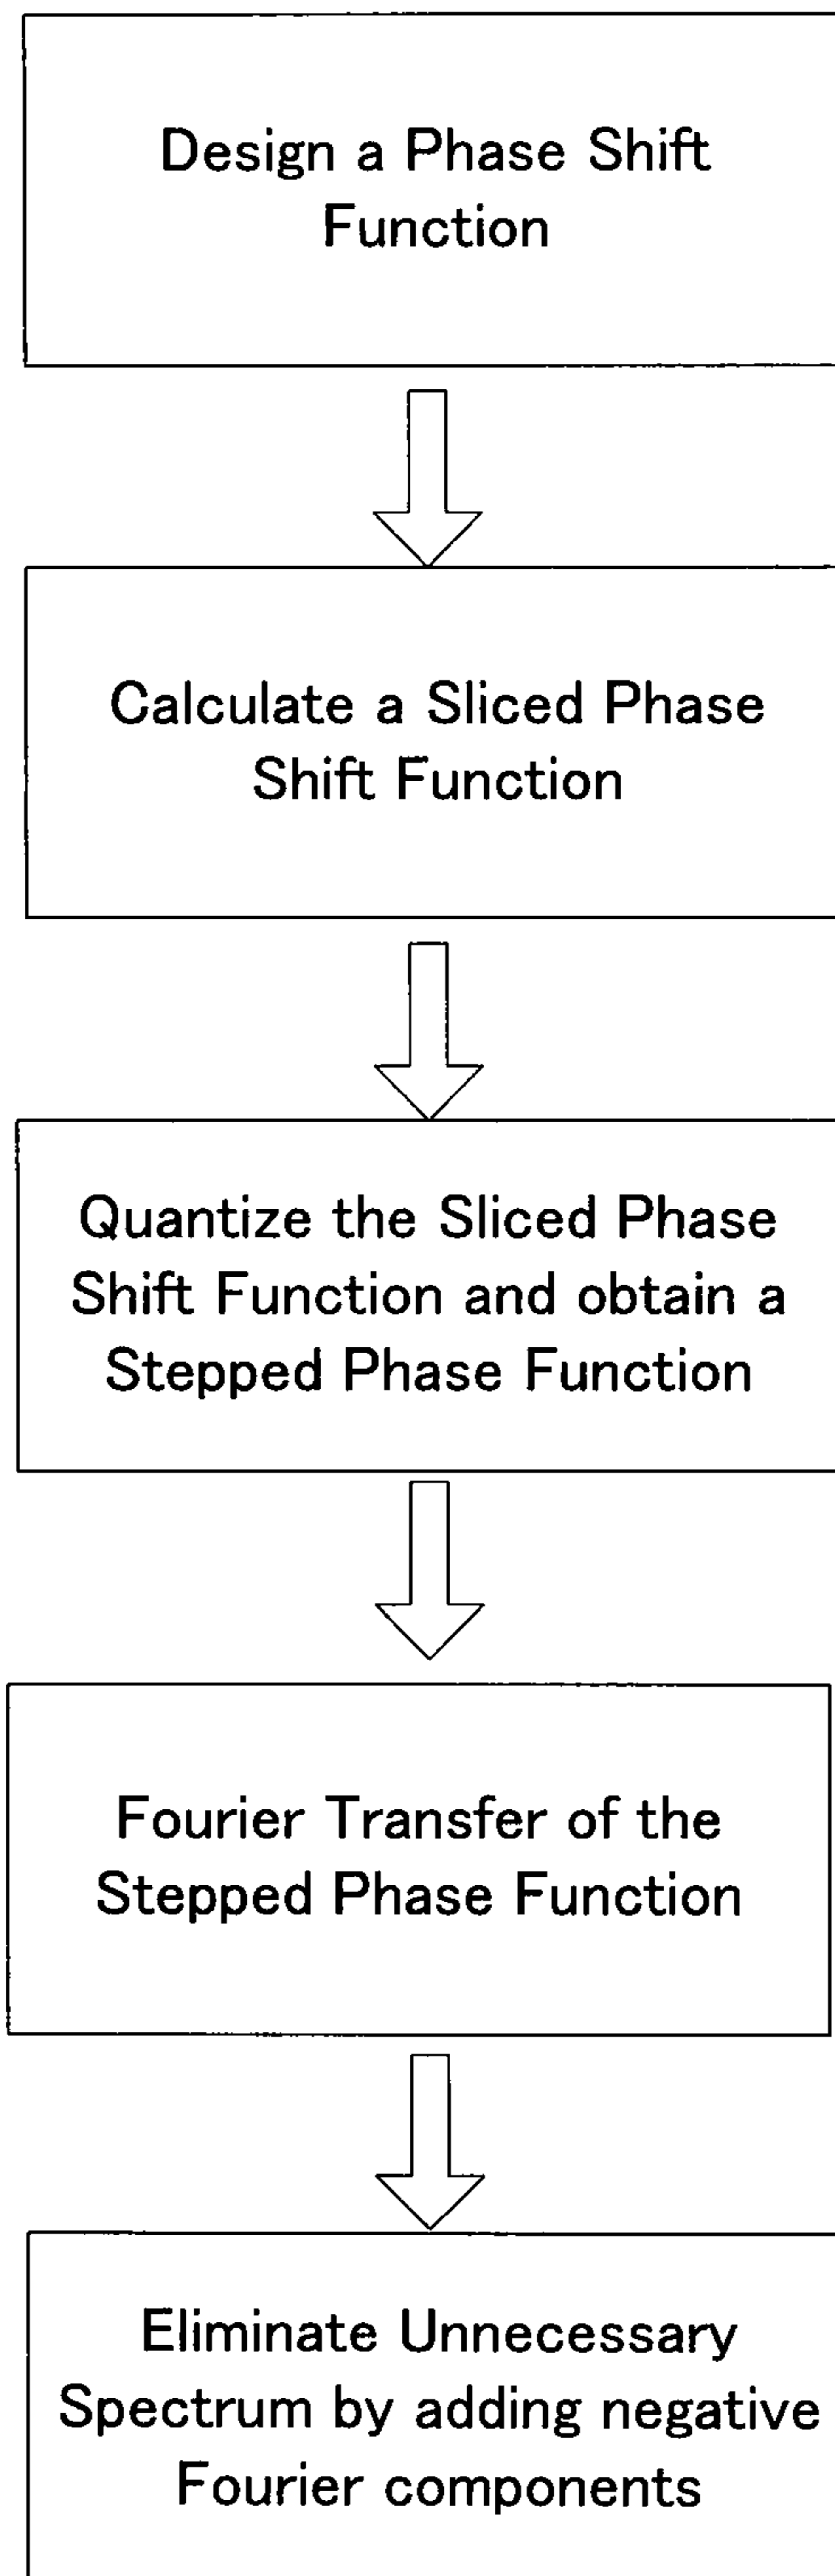 Design a Phase Shift
Function
Calculate a Sliced Phase
Shift Function
Quantize the Sliced Phase
Shift Function and obtain a
Stepped Phase Function
Fourier Transfer of the
Stepped Phase Function
Eliminate Unnecessary
Spectrum by adding negative
Fourier components